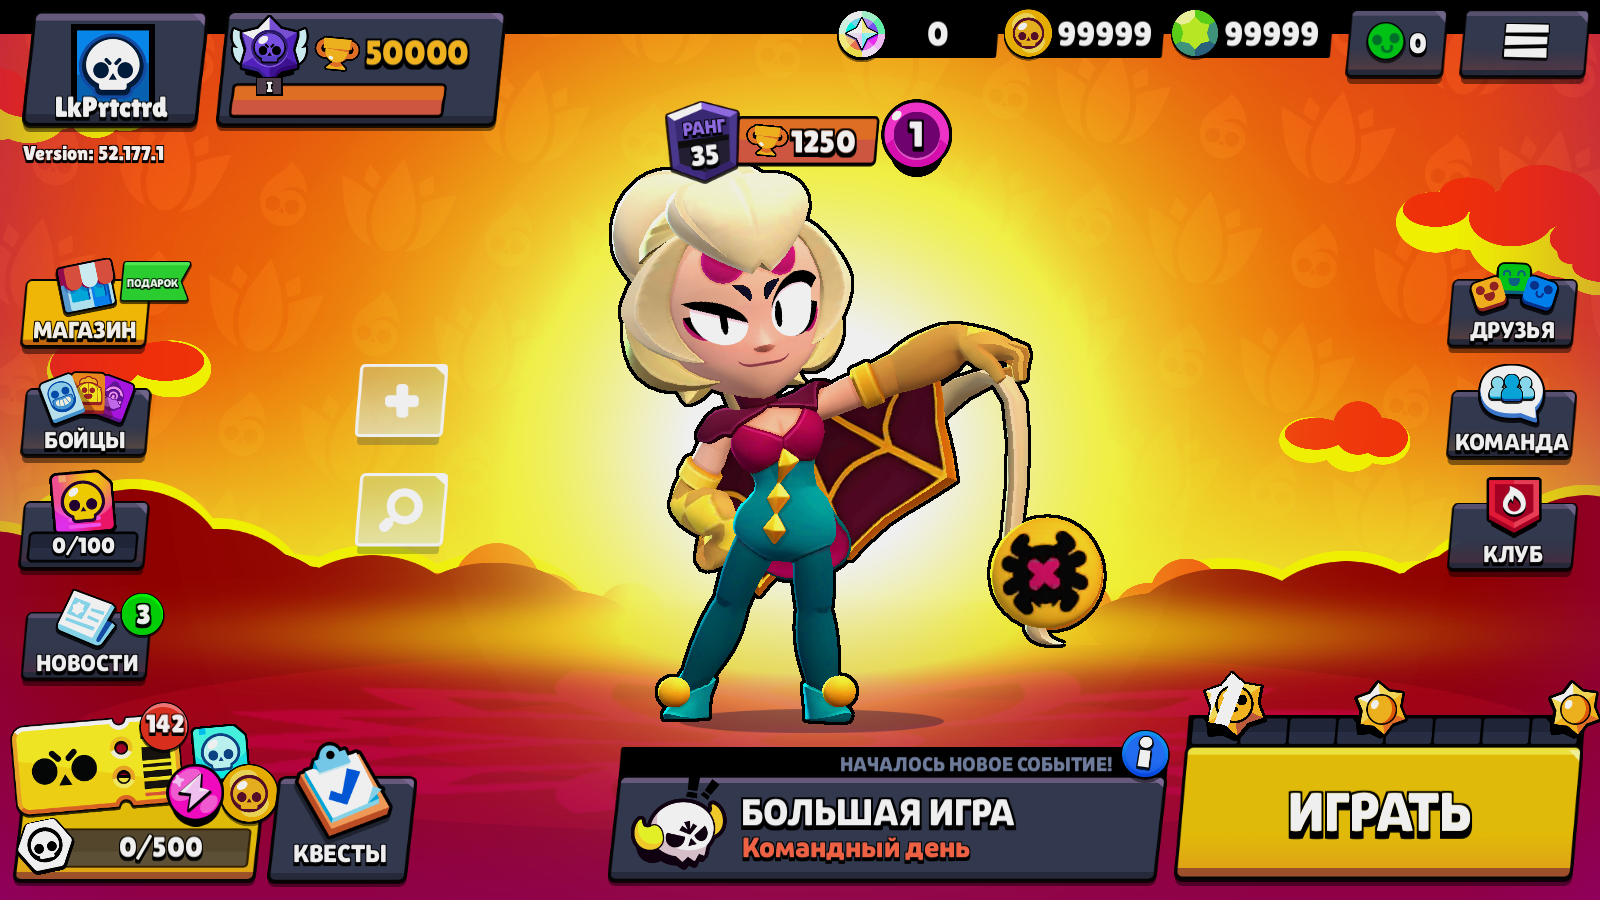 LkPrtctrd
I
50000
0
99999
99999
0
Version: 52.177.1
РАНГ
35
1250
1
ПОДАРОК
МАГАЗИН
БОЙЦЫ
0/100
3
НОВОСТИ
ДРУЗЬЯ
КОМАНДА
КЛУБ
142
0/500
КВЕСТЫ
НАЧАЛОСЬ НОВОЕ СОБЫТИЕ!
i
БОЛЬШАЯ ИГРА
Командный день
1
ИГРАТЬ